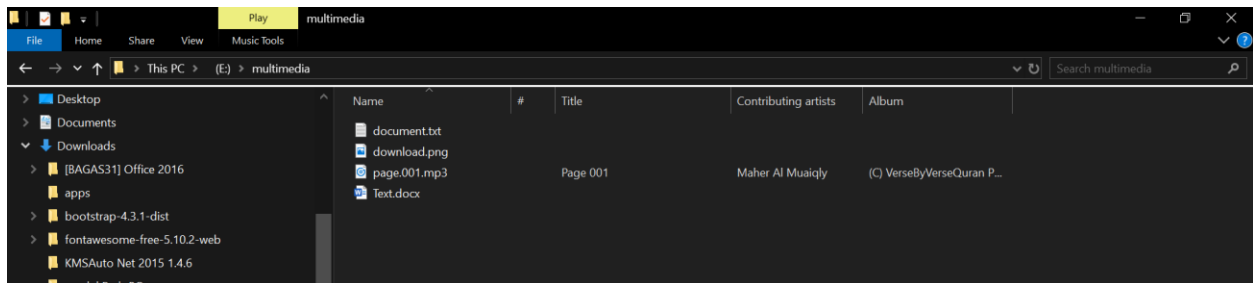 Play multimedia
File Home Share View Music Tools
This PC > (E:) > multimedia Search multimedia
Desktop
Documents
Downloads
[BAGAS31] Office 2016
apps
bootstrap-4.3.1-dist
fontawesome-free-5.10.2-web
KMSAuto Net 2015 1.4.6
Name # Title Contributing artists Album
document.txt
download.png
page.001.mp3 Page 001 Maher Al Muaiqly (C) VerseByVerseQuran P...
Text.docx